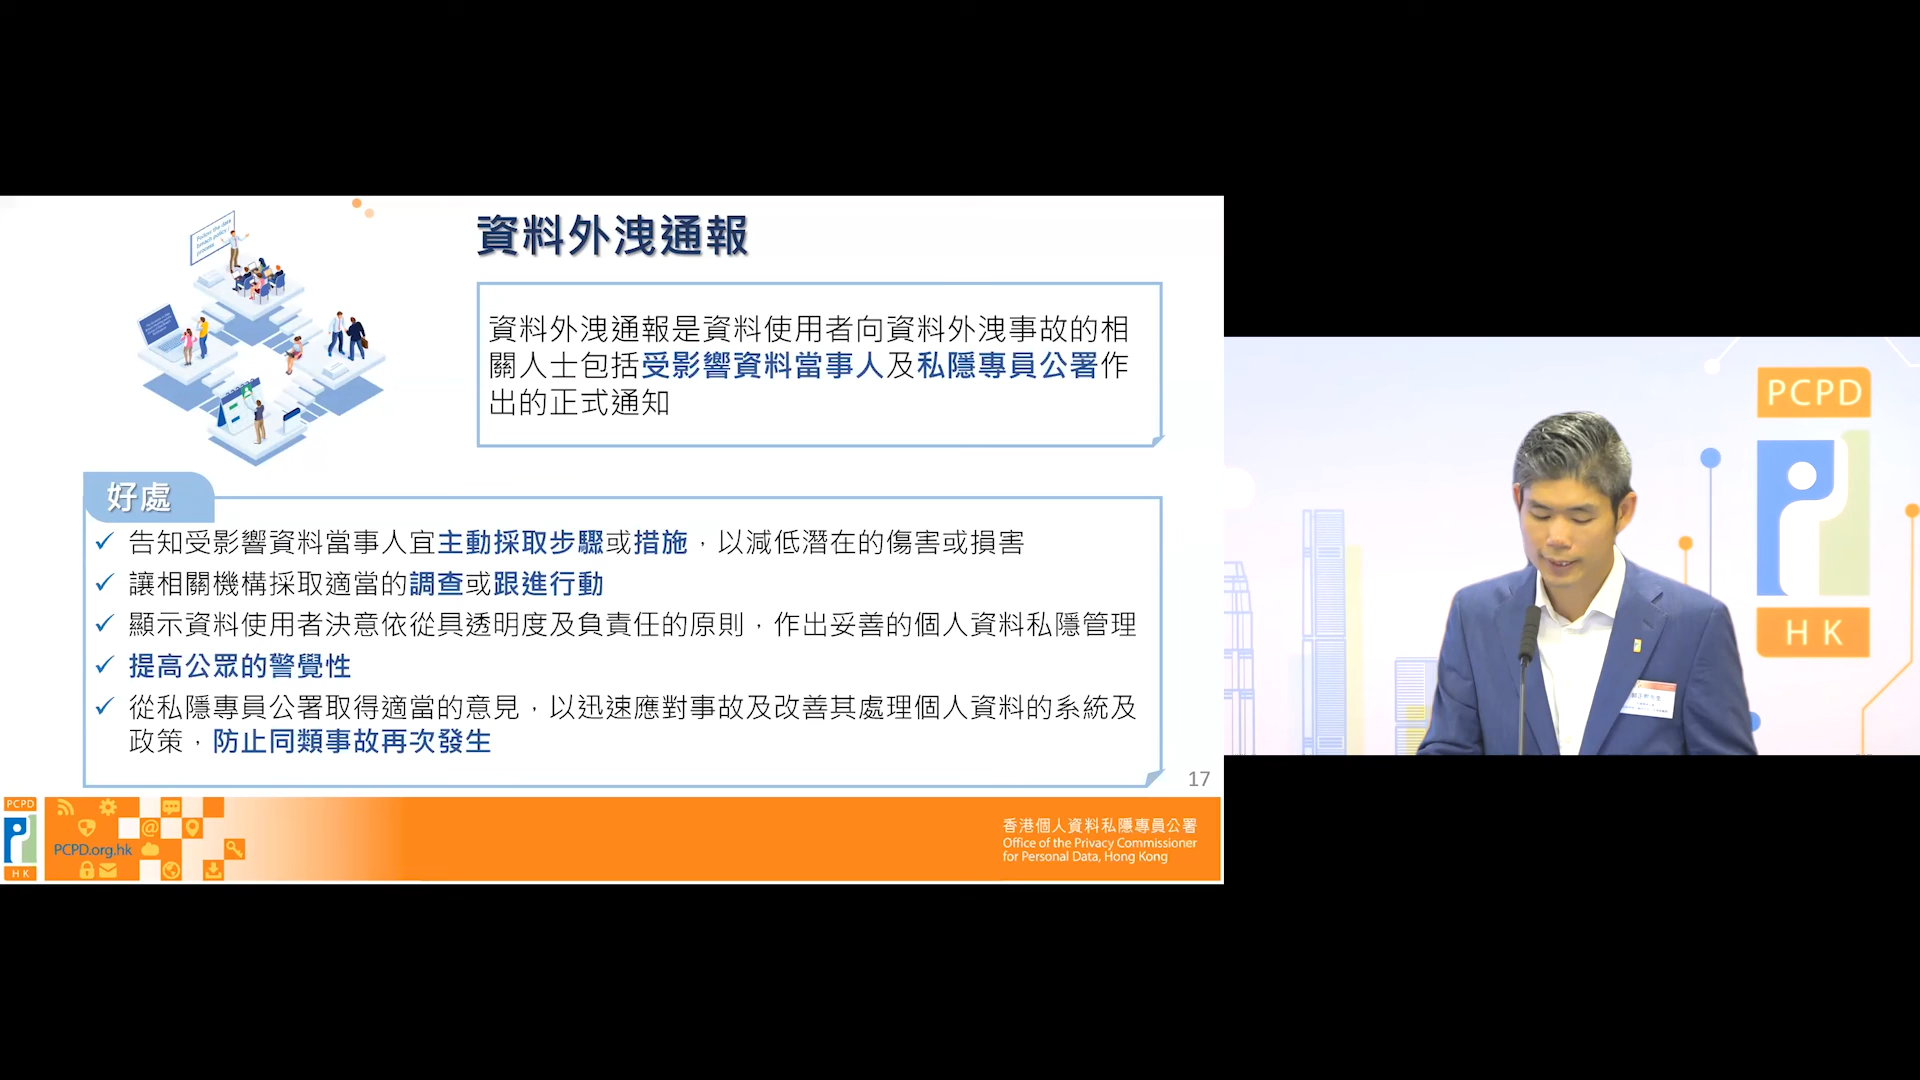 Follow the data
breach policy /
process
資料外洩通報
資料外洩通報是資料使用者向資料外洩事故的相
關人士包括受影響資料當事人及私隱專員公署作
出的正式通知
好處
✓ 告知受影響資料當事人宜主動採取步驟或措施，以減低潛在的傷害或損害
✓ 讓相關機構採取適當的調查或跟進行動
✓ 顯示資料使用者決意依從具透明度及負責任的原則，作出妥善的個人資料私隱管理
✓ 提高公眾的警覺性
✓ 從私隱專員公署取得適當的意見，以迅速應對事故及改善其處理個人資料的系統及
政策，防止同類事故再次發生
17
PCPD
HK
PCPD.org.hk
香港個人資料私隱專員公署
Office of the Privacy Commissioner
for Personal Data, Hong Kong
PCPD
HK